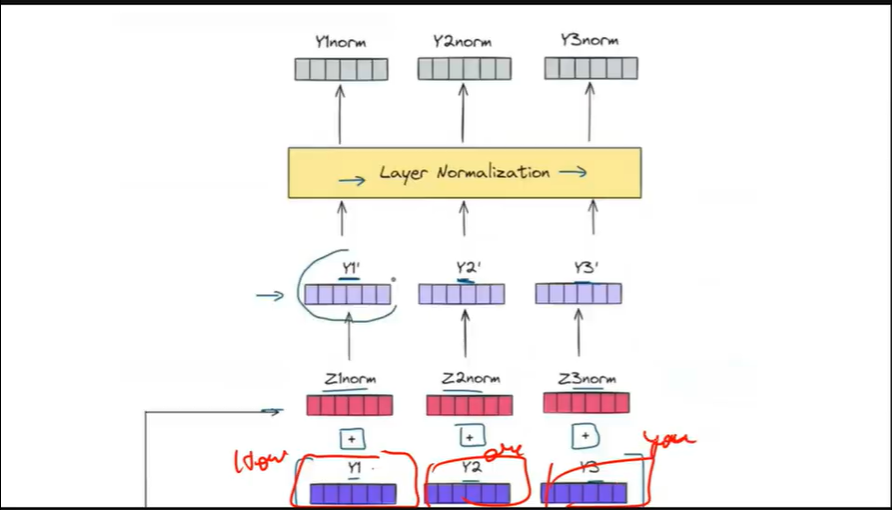 Y1norm Y2norm Y3norm
→ Layer Normalization →
Y1' Y2' Y3'
Z1norm Z2norm Z3norm
+ + +
How are you
Y1 Y2 Y3